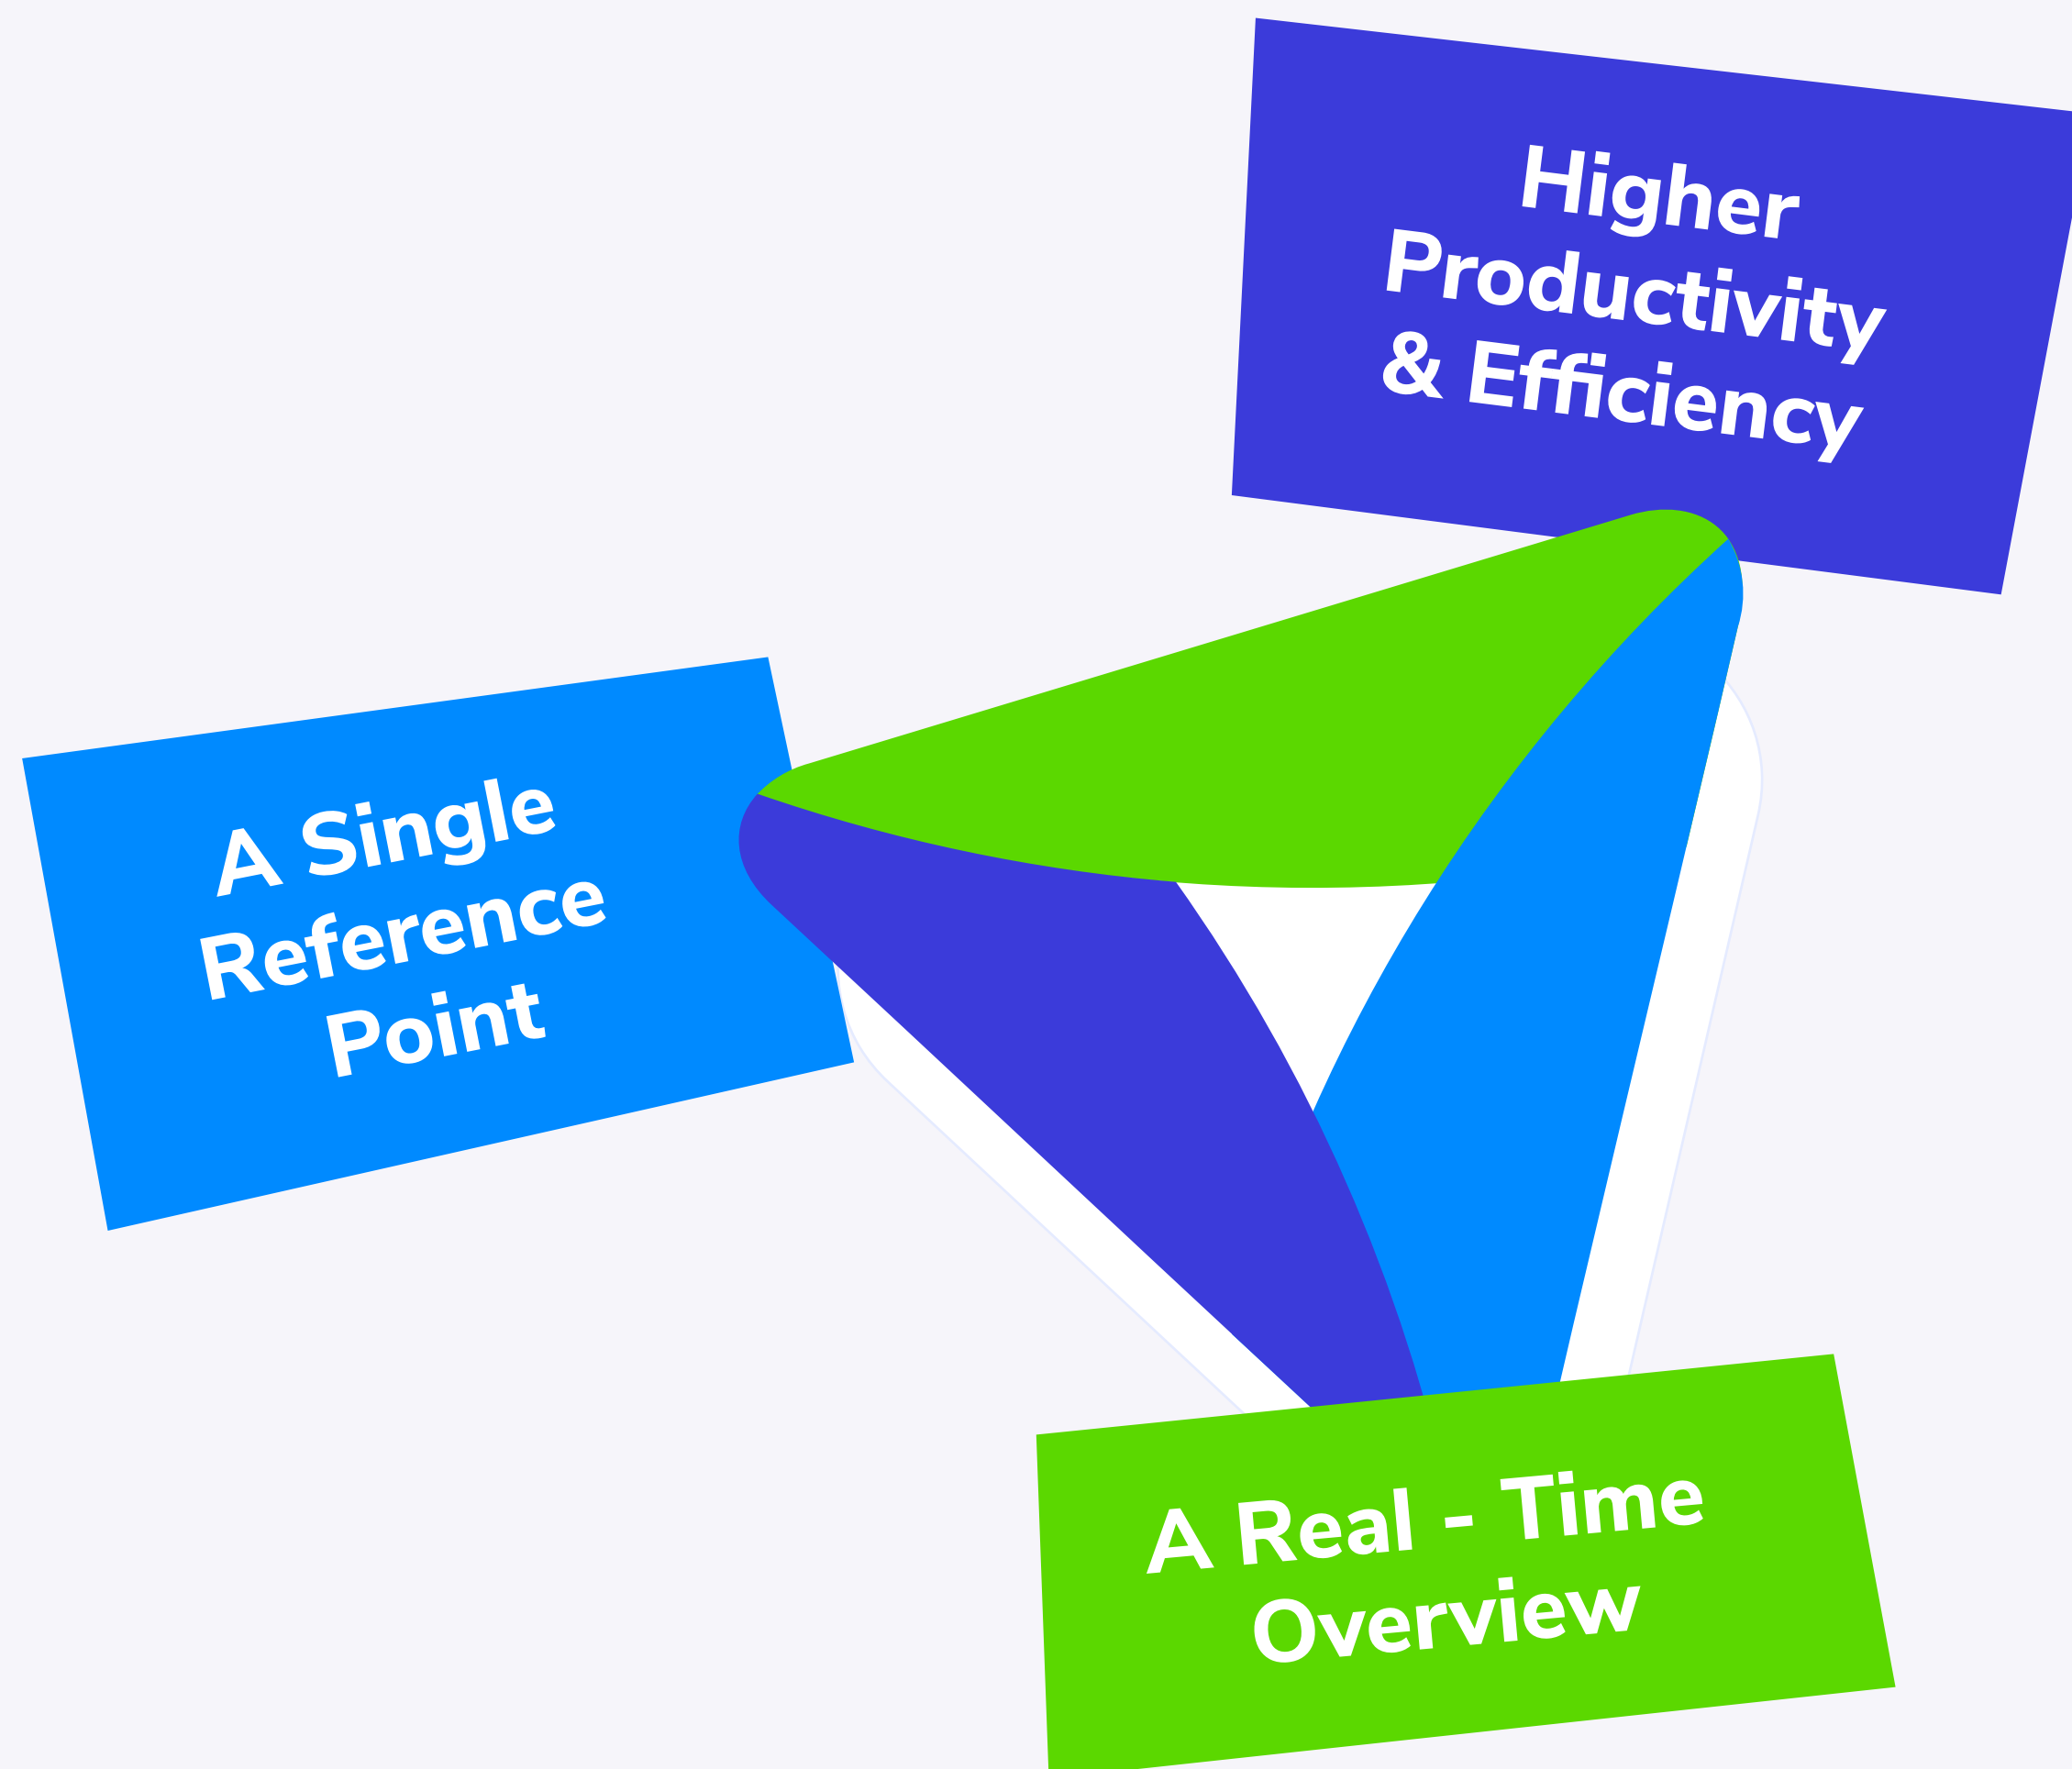 Higher
Productivity
& Efficiency
A Single
Reference
Point
A Real - Time
Overview